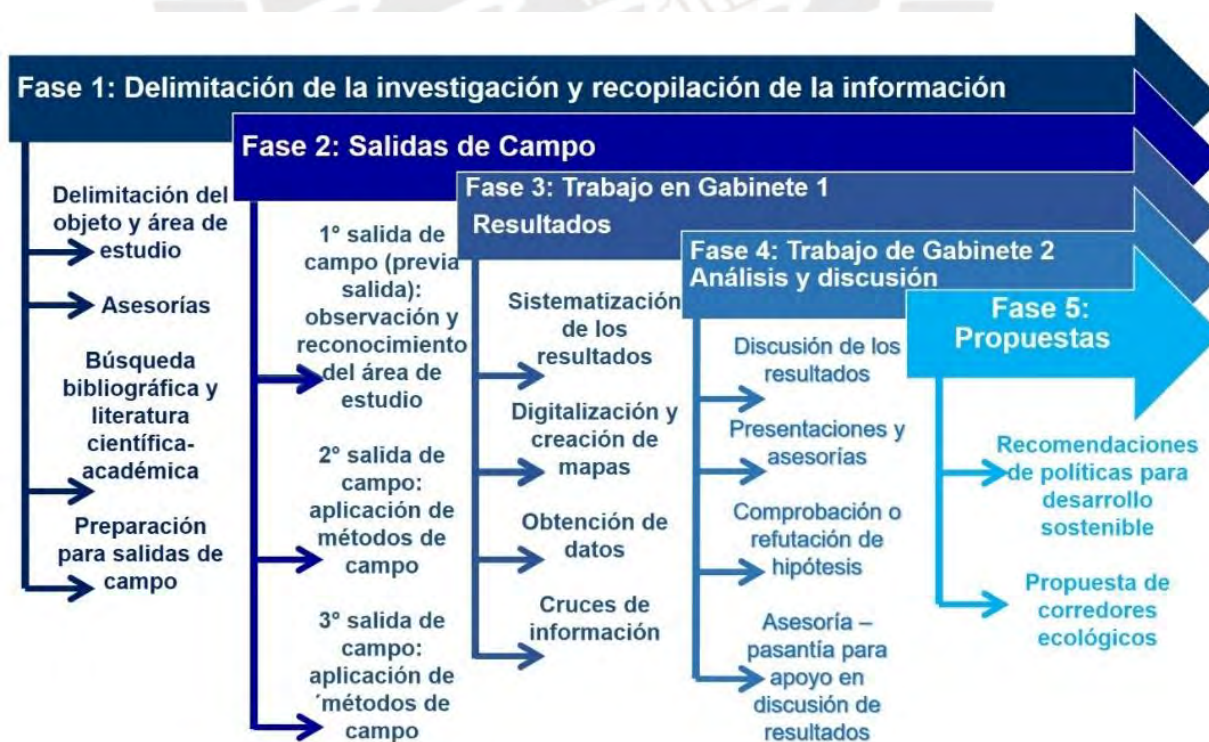 Fase 1: Delimitación de la investigación y recopilación de la información
Delimitación del
objeto y área de
estudio
Asesorías
Búsqueda
bibliográfica y
literatura
científica-
académica
Preparación
para salidas de
campo
Fase 2: Salidas de Campo
1° salida de
campo (previa
salida):
observación y
reconocimiento
del área de
estudio
2° salida de
campo:
aplicación de
métodos de
campo
3° salida de
campo:
aplicación de
´métodos de
campo
Fase 3: Trabajo en Gabinete 1
Resultados
Sistematización
de los
resultados
Digitalización y
creación de
mapas
Obtención de
datos
Cruces de
información
Fase 4: Trabajo de Gabinete 2
Análisis y discusión
Discusión de los
resultados
Presentaciones y
asesorías
Comprobación o
refutación de
hipótesis
Asesoría –
pasantía para
apoyo en
discusión de
resultados
Fase 5:
Propuestas
Recomendaciones
de políticas para
desarrollo
sostenible
Propuesta de
corredores
ecológicos